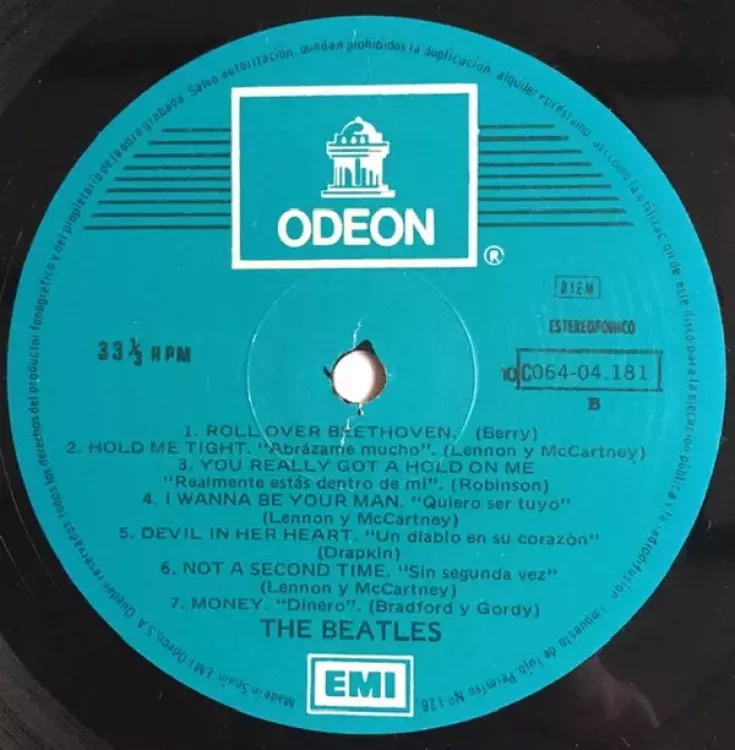 Quedan reservados todos los derechos del productor fonográfico y del propietario de la obra grabada. Salvo autorización, quedan prohibidos la duplicación, alquiler y préstamo, así como la utilización de este disco para la ejecución pública y la radiodifusión. Impuesto de lujo. Permiso Nº 126.
ODEON
®
BIEM
ESTEREOFONICO
33 ⅓ RPM
10C064-04.181
B
1. ROLL OVER BEETHOVEN. (Berry)
2. HOLD ME TIGHT. "Abrázame mucho". (Lennon y McCartney)
3. YOU REALLY GOT A HOLD ON ME
"Realmente estás dentro de mí". (Robinson)
4. I WANNA BE YOUR MAN. "Quiero ser tuyo"
(Lennon y McCartney)
5. DEVIL IN HER HEART. "Un diablo en su corazón"
(Drapkin)
6. NOT A SECOND TIME. "Sin segunda vez"
(Lennon y McCartney)
7. MONEY. "Dinero". (Bradford y Gordy)
THE BEATLES
EMI
Made in Spain. EMI Odeon, S.A.